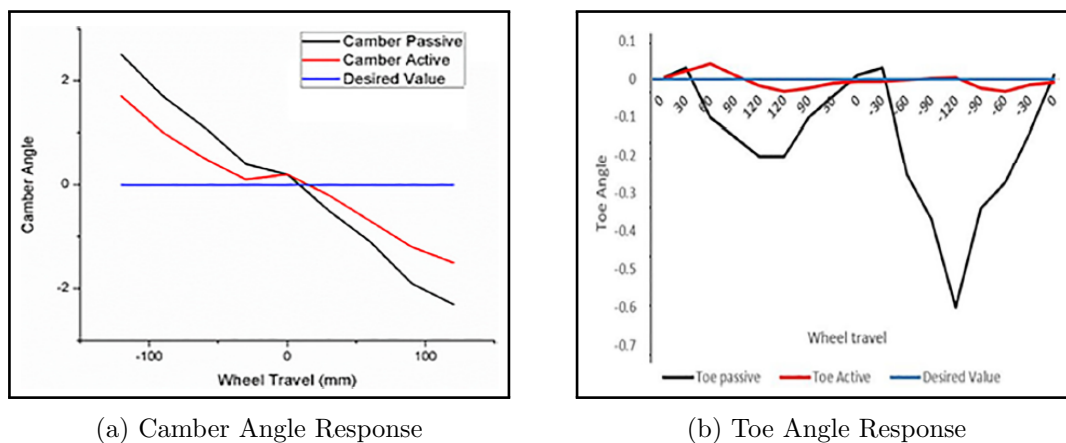 Camber Passive
Camber Active
Desired Value
2
0
-2
Camber Angle
-100
0
100
Wheel Travel (mm)
(a) Camber Angle Response
0.1
0
-0.1
-0.2
-0.3
-0.4
-0.5
-0.6
-0.7
Toe Angle
0 30 60 90 120 120 90 60 30 0 -30 -60 -90 -120 -90 -60 -30 0
Wheel travel
Toe passive Toe Active Desired Value
(b) Toe Angle Response